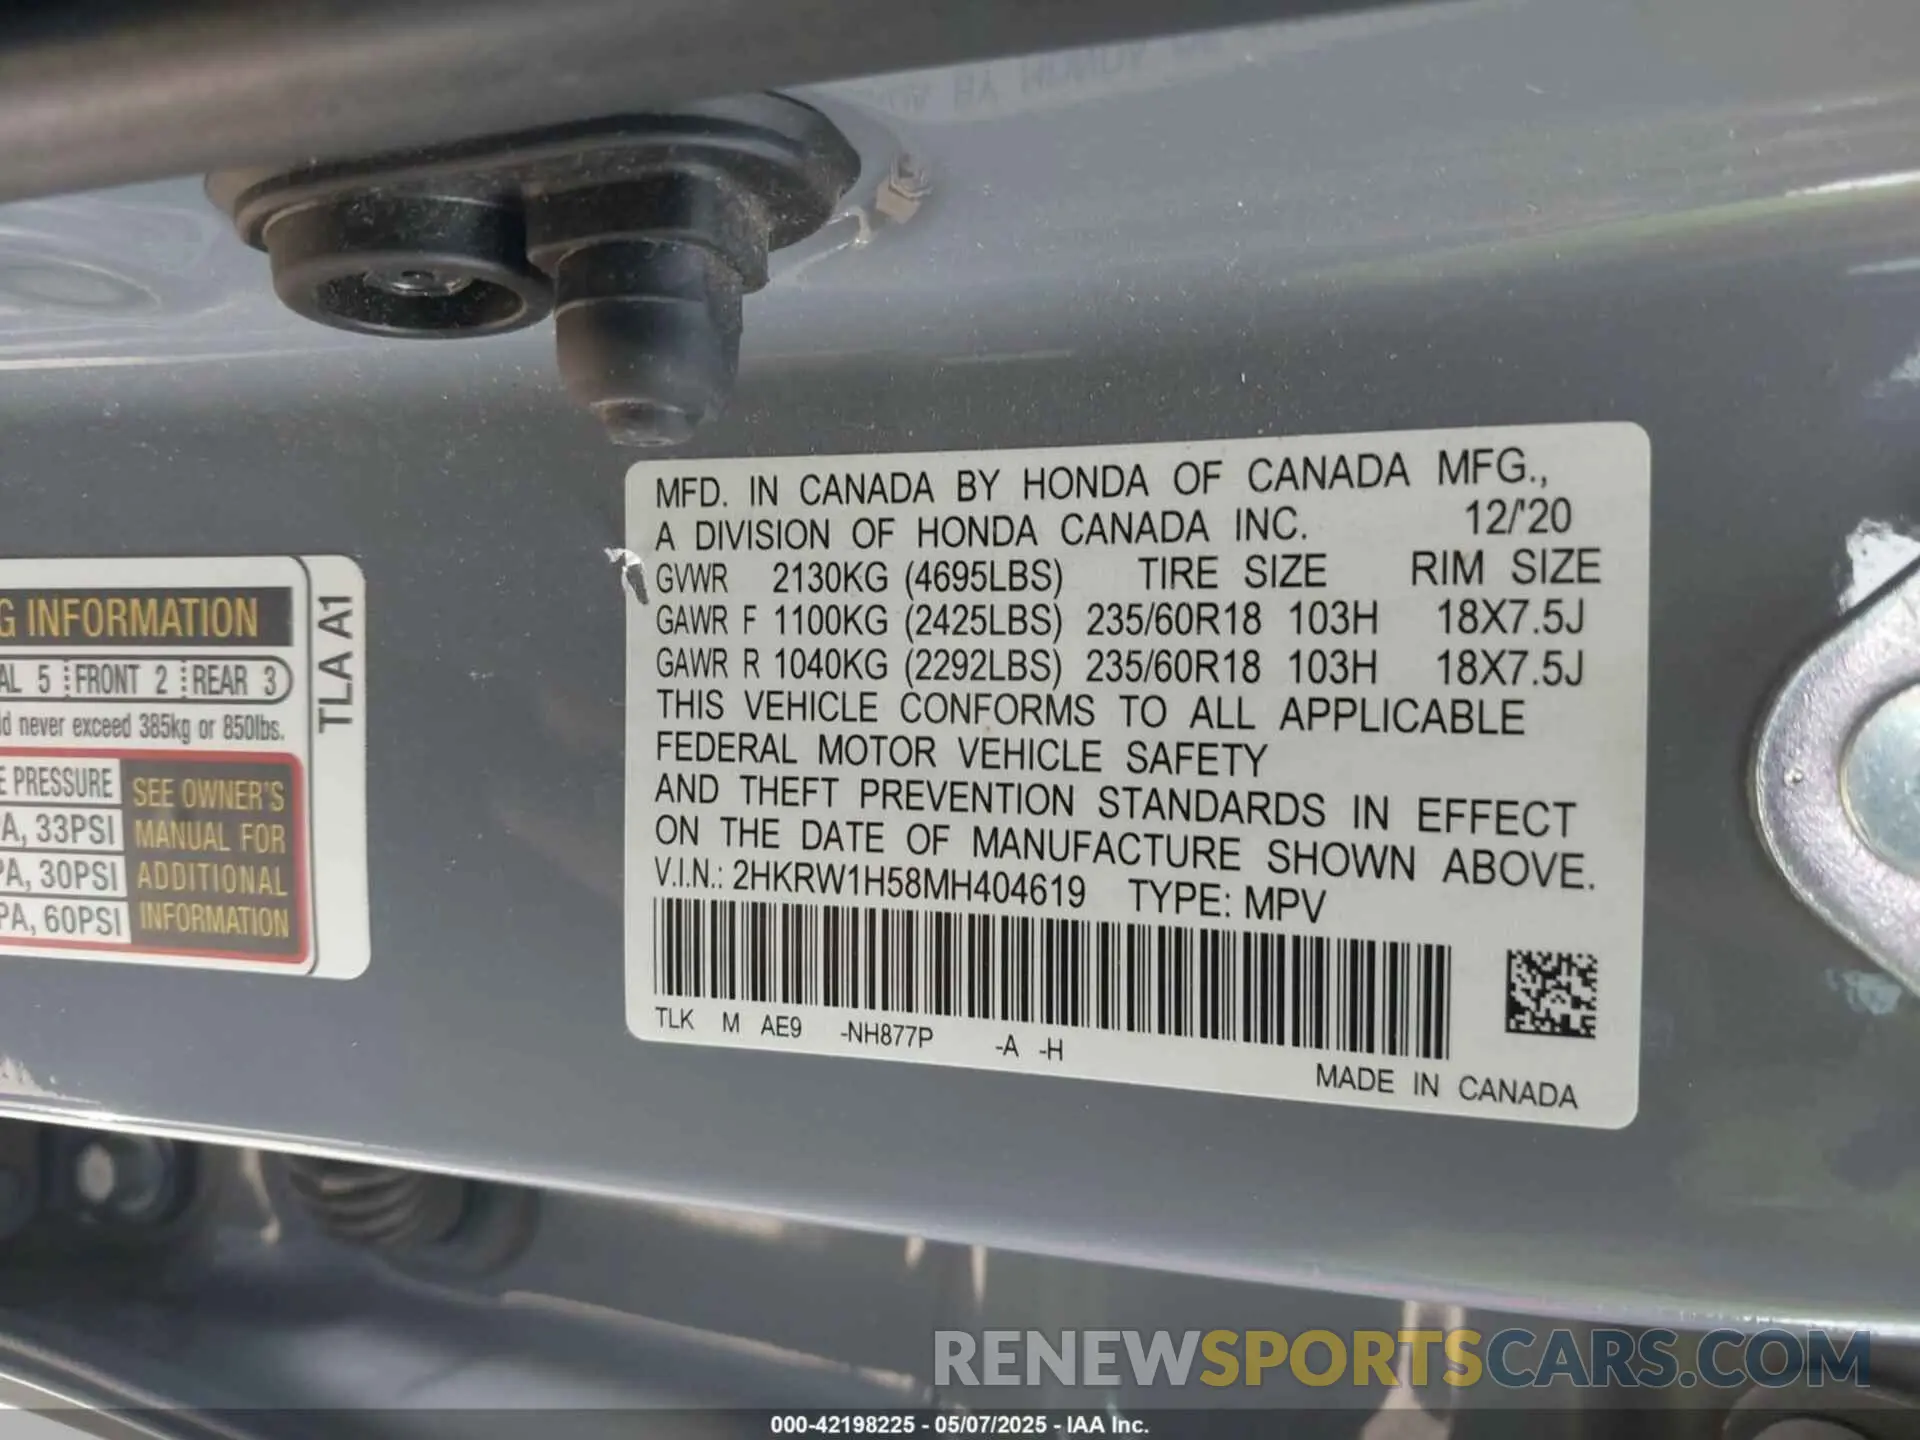 MFD. IN CANADA BY HONDA OF CANADA MFG.,
A DIVISION OF HONDA CANADA INC. 12/'20
GVWR 2130KG (4695LBS) TIRE SIZE RIM SIZE
GAWR F 1100KG (2425LBS) 235/60R18 103H 18X7.5J
GAWR R 1040KG (2292LBS) 235/60R18 103H 18X7.5J
THIS VEHICLE CONFORMS TO ALL APPLICABLE
FEDERAL MOTOR VEHICLE SAFETY
AND THEFT PREVENTION STANDARDS IN EFFECT
ON THE DATE OF MANUFACTURE SHOWN ABOVE.
V.I.N.: 2HKRW1H58MH404619 TYPE: MPV
TLK M AE9 -NH877P -A -H
MADE IN CANADA
G INFORMATION
AL 5 FRONT 2 REAR 3
ld never exceed 385kg or 850lbs.
E PRESSURE
PA, 33PSI
PA, 30PSI
PA, 60PSI
SEE OWNER'S
MANUAL FOR
ADDITIONAL
INFORMATION
TLA A1
RENEWSPORTSCARS.COM
000-42198225 - 05/07/2025 - IAA Inc.